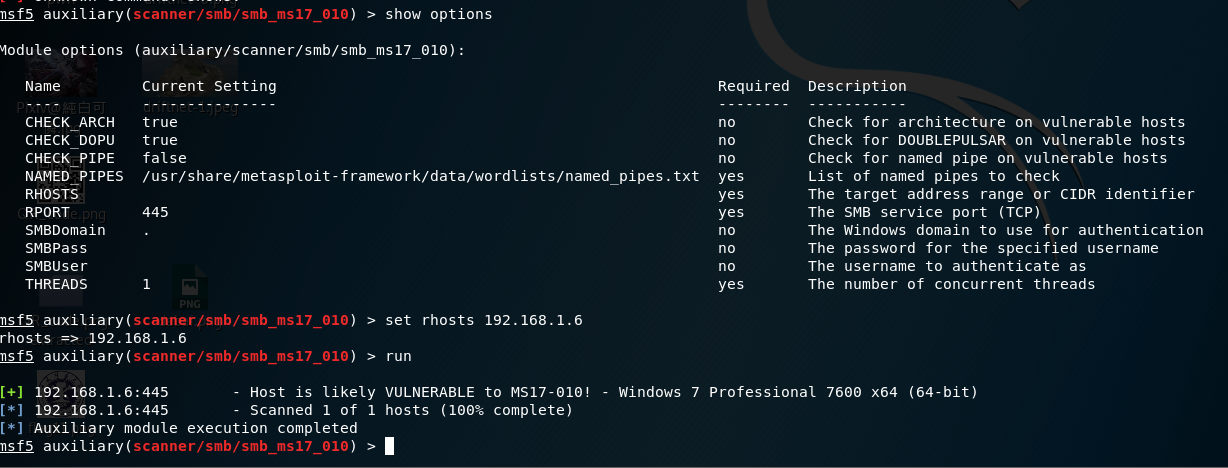 msf5 auxiliary(scanner/smb/smb_ms17_010) > show options
Module options (auxiliary/scanner/smb/smb_ms17_010):
Name Current Setting Required Description
---- --------------- -------- -----------
CHECK_ARCH true no Check for architecture on vulnerable hosts
CHECK_DOPU true no Check for DOUBLEPULSAR on vulnerable hosts
CHECK_PIPE false no Check for named pipe on vulnerable hosts
NAMED_PIPES /usr/share/metasploit-framework/data/wordlists/named_pipes.txt yes List of named pipes to check
RHOSTS yes The target address range or CIDR identifier
RPORT 445 yes The SMB service port (TCP)
SMBDomain . no The Windows domain to use for authentication
SMBPass no The password for the specified username
SMBUser no The username to authenticate as
THREADS 1 yes The number of concurrent threads
PNG
msf5 auxiliary(scanner/smb/smb_ms17_010) > set rhosts 192.168.1.6
rhosts => 192.168.1.6
msf5 auxiliary(scanner/smb/smb_ms17_010) > run
[+] 192.168.1.6:445 - Host is likely VULNERABLE to MS17-010! - Windows 7 Professional 7600 x64 (64-bit)
[*] 192.168.1.6:445 - Scanned 1 of 1 hosts (100% complete)
[*] Auxiliary module execution completed
msf5 auxiliary(scanner/smb/smb_ms17_010) >